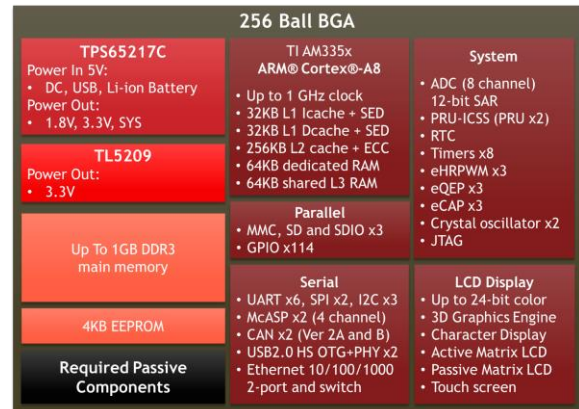 256 Ball BGA
TPS65217C
Power In 5V:
• DC, USB, Li-ion Battery
Power Out:
• 1.8V, 3.3V, SYS
TL5209
Power Out:
• 3.3V
Up To 1GB DDR3
main memory
4KB EEPROM
Required Passive
Components
TI AM335x
ARM® Cortex®-A8
• Up to 1 GHz clock
• 32KB L1 Icache + SED
• 32KB L1 Dcache + SED
• 256KB L2 cache + ECC
• 64KB dedicated RAM
• 64KB shared L3 RAM
Parallel
• MMC, SD and SDIO x3
• GPIO x114
Serial
• UART x6, SPI x2, I2C x3
• McASP x2 (4 channel)
• CAN x2 (Ver 2A and B)
• USB2.0 HS OTG+PHY x2
• Ethernet 10/100/1000
2-port and switch
System
• ADC (8 channel)
12-bit SAR
• PRU-ICSS (PRU x2)
• RTC
• Timers x8
• eHRPWM x3
• eQEP x3
• eCAP x3
• Crystal oscillator x2
• JTAG
LCD Display
• Up to 24-bit color
• 3D Graphics Engine
• Character Display
• Active Matrix LCD
• Passive Matrix LCD
• Touch screen